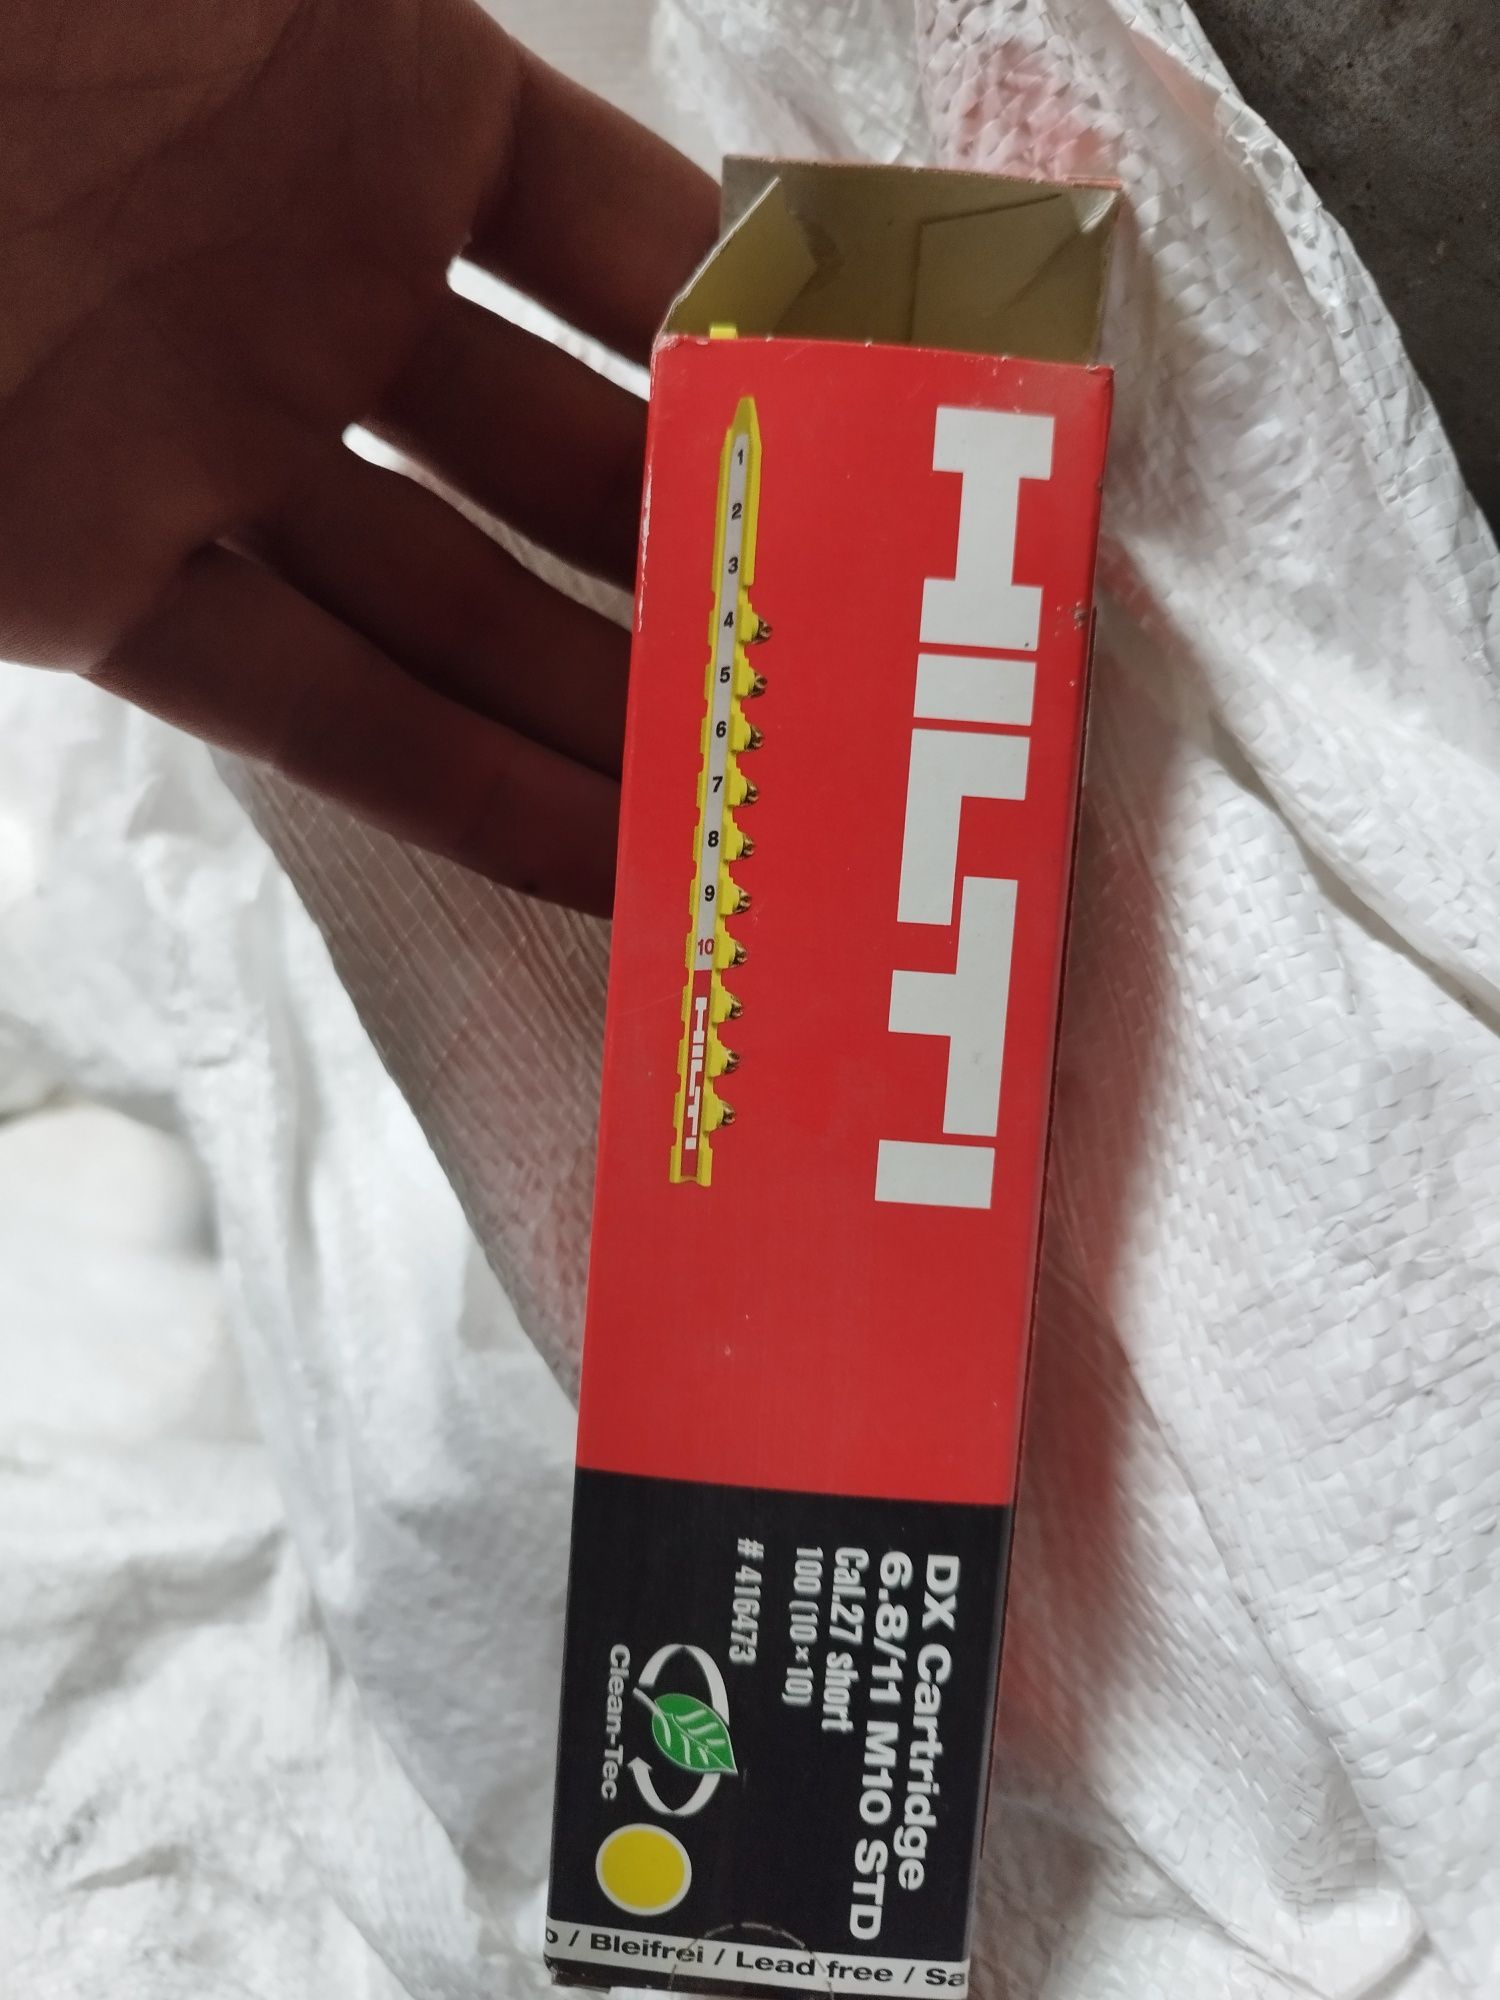 HILTI
1
2
3
4
5
6
7
8
9
10
HILTI
DX Cartridge
6.8/11 M10 STD
Cal.27 short
100 (10×10)
# 416473
Clean-Tec
o / Bleifrei / Lead free / Sa